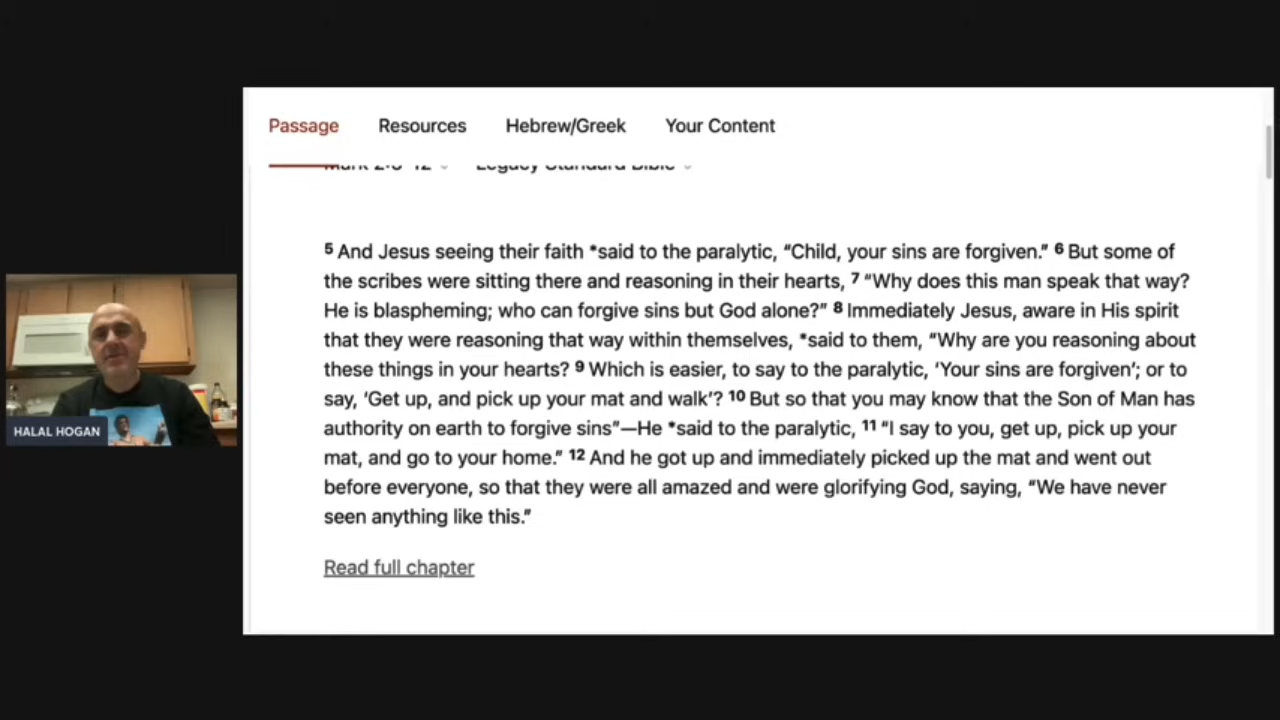 Passage Resources Hebrew/Greek Your Content
Legacy Standard Bible
5 And Jesus seeing their faith *said to the paralytic, “Child, your sins are forgiven.” 6 But some of
the scribes were sitting there and reasoning in their hearts, 7 “Why does this man speak that way?
He is blaspheming; who can forgive sins but God alone?” 8 Immediately Jesus, aware in His spirit
that they were reasoning that way within themselves, *said to them, “Why are you reasoning about
these things in your hearts? 9 Which is easier, to say to the paralytic, ‘Your sins are forgiven’; or to
say, ‘Get up, and pick up your mat and walk’? 10 But so that you may know that the Son of Man has
authority on earth to forgive sins”—He *said to the paralytic, 11 “I say to you, get up, pick up your
mat, and go to your home.” 12 And he got up and immediately picked up the mat and went out
before everyone, so that they were all amazed and were glorifying God, saying, “We have never
seen anything like this.”
Read full chapter
HALAL HOGAN